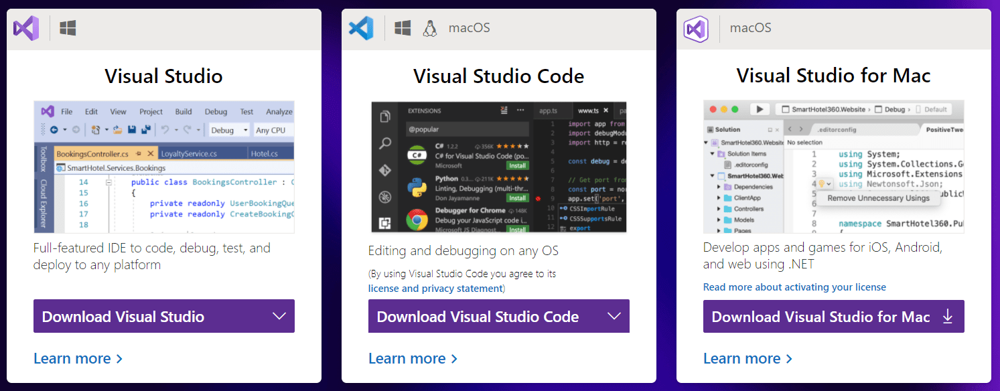 Visual Studio
File Edit View Project Build Debug Test Analyze
Debug Any CPU
Toolbox
Cloud Explorer
BookingsController.cs LoyaltyService.cs Hotel.cs
SmartHotel.Services.Bookings
14 public class BookingsController : C
15 {
16 private readonly UserBookingQue
17 private readonly CreateBookingC
18
Full-featured IDE to code, debug, test, and
deploy to any platform
Download Visual Studio
Learn more
macOS
Visual Studio Code
EXTENSIONS
@popular
C# 1.2.2 356K
C# for Visual Studio Code (po...
Microsoft Install
Python 0.3... 211K
Linting, Debugging (multi-thr...
Don Jayamanne Install
Debugger for Chrome 148K
Debug your JavaScript code i...
Microsoft JS Diagnost... Install
app.ts www.ts pa
1 import app from
2 import debugModu
3 import http = re
4
5 const debug = de
6
7 // Get port from
8 const port = nor
9 app.set('port',
10 CSSImportRule
11 CSSSupportsRule
12 export
Editing and debugging on any OS
(By using Visual Studio Code you agree to its
license and privacy statement)
Download Visual Studio Code
Learn more
macOS
Visual Studio for Mac
SmartHotel360.Website Debug Default
Solution
SmartHotel360.Website
Solution Items
.editorconfig
SmartHotel360.Web
Dependencies
ClientApp
Controllers
Models
Pages
.editorconfig PositiveTwe
No selection
1 using System;
2 using System.Collections.Ge
3 using Microsoft.Extensions
4 using Newtonsoft.Json;
5
Remove Unnecessary Usings
6
7
8 namespace SmartHotel360.Pul
9 {
Develop apps and games for iOS, Android,
and web using .NET
Read more about activating your license
Download Visual Studio for Mac
Learn more